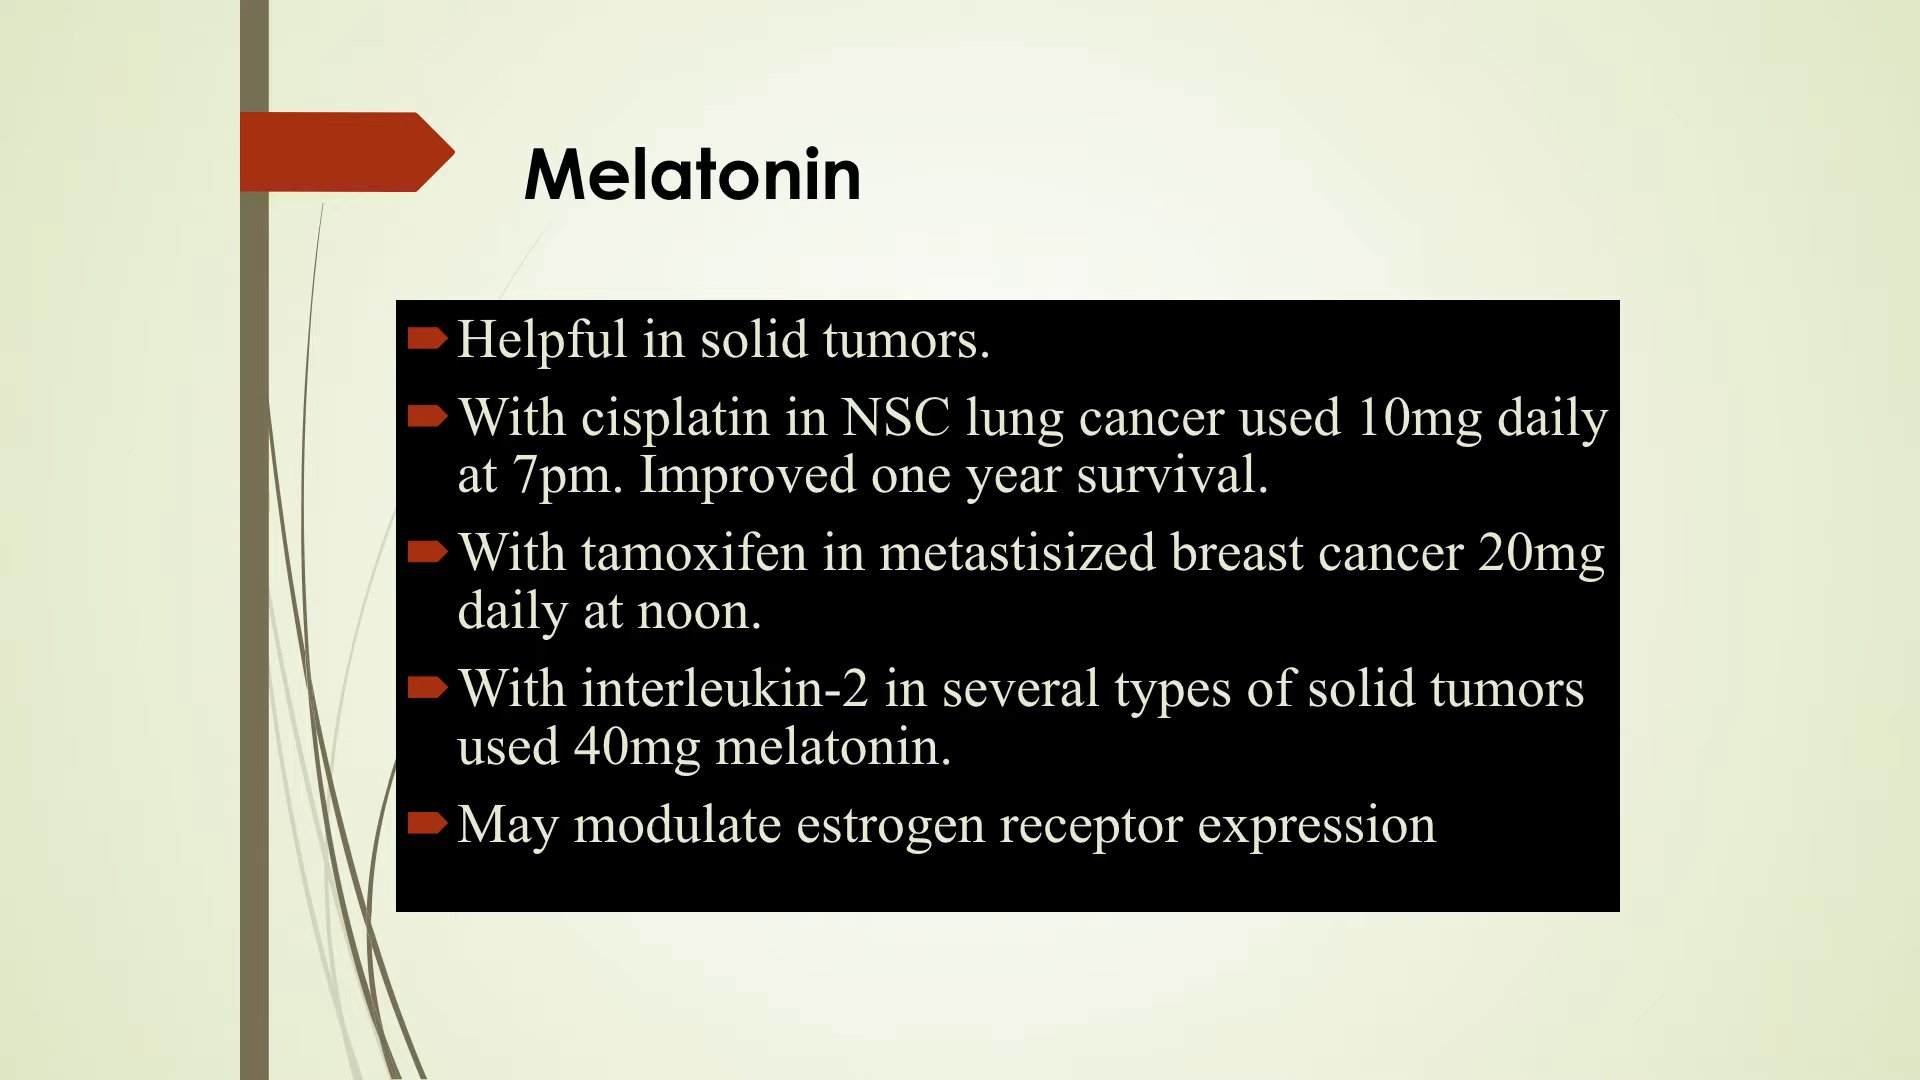 Melatonin
Helpful in solid tumors.
With cisplatin in NSC lung cancer used 10mg daily
at 7pm. Improved one year survival.
With tamoxifen in metastisized breast cancer 20mg
daily at noon.
With interleukin-2 in several types of solid tumors
used 40mg melatonin.
May modulate estrogen receptor expression